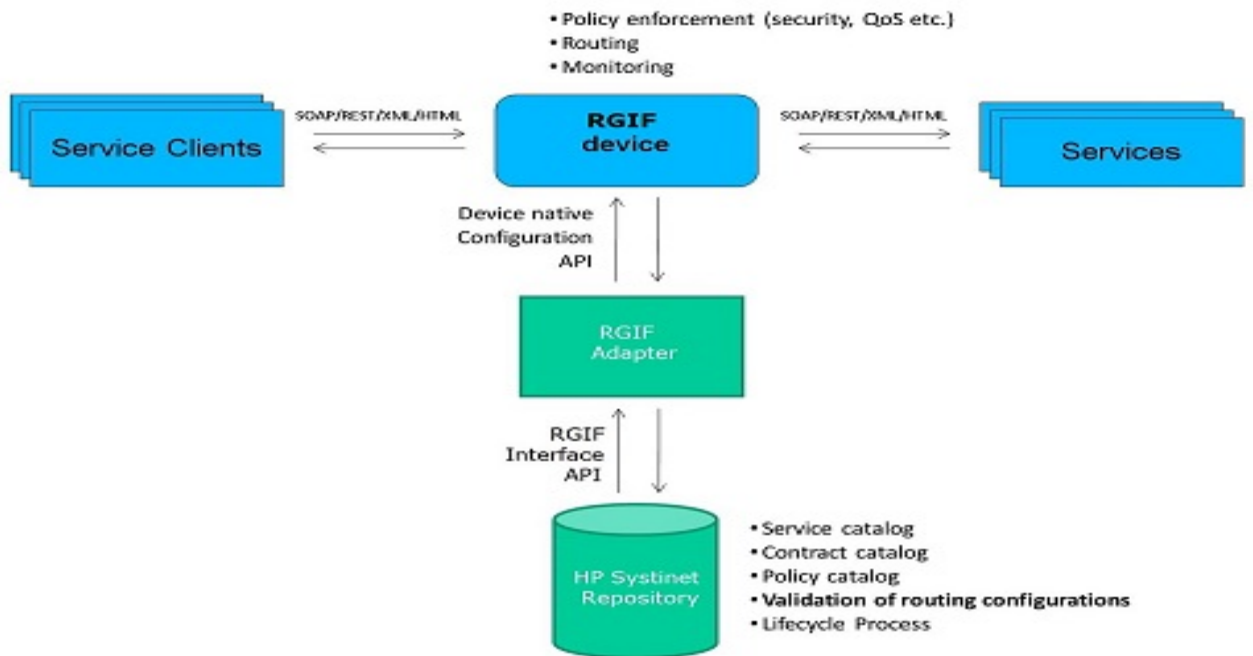 • Policy enforcement (security, QoS etc.)
• Routing
• Monitoring
Service Clients
SOAP/REST/XML/HTML
RGIF
device
SOAP/REST/XML/HTML
Services
Device native
Configuration
API
RGIF
Adapter
RGIF
Interface
API
HP Systinet
Repository
• Service catalog
• Contract catalog
• Policy catalog
• Validation of routing configurations
• Lifecycle Process